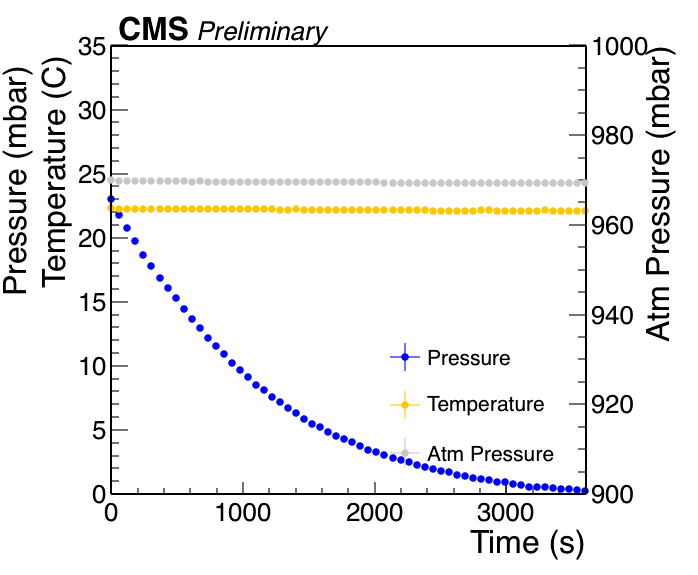 CMS Preliminary
Pressure (mbar)
Temperature (C)
35
30
25
20
15
10
5
0
1000
980
960
940
920
900
Atm Pressure (mbar)
Pressure
Temperature
Atm Pressure
0 1000 2000 3000
Time (s)